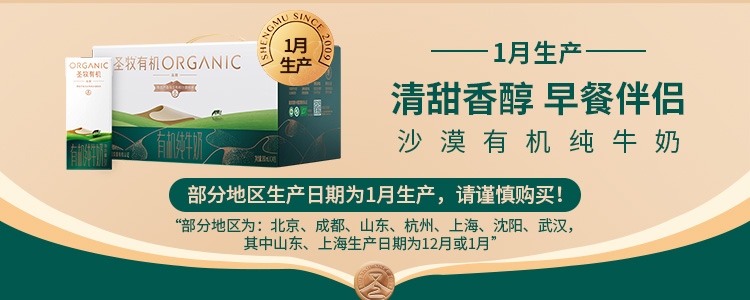 SHENGMU SINCE 2009
1月
生产
圣牧有机ORGANIC
ORGANIC
圣牧有机
有机纯牛奶
有机纯牛奶
1月生产
清甜香醇 早餐伴侣
沙漠有机纯牛奶
部分地区生产日期为1月生产，请谨慎购买！
“部分地区为：北京、成都、山东、杭州、上海、沈阳、武汉，
其中山东、上海生产日期为12月或1月”